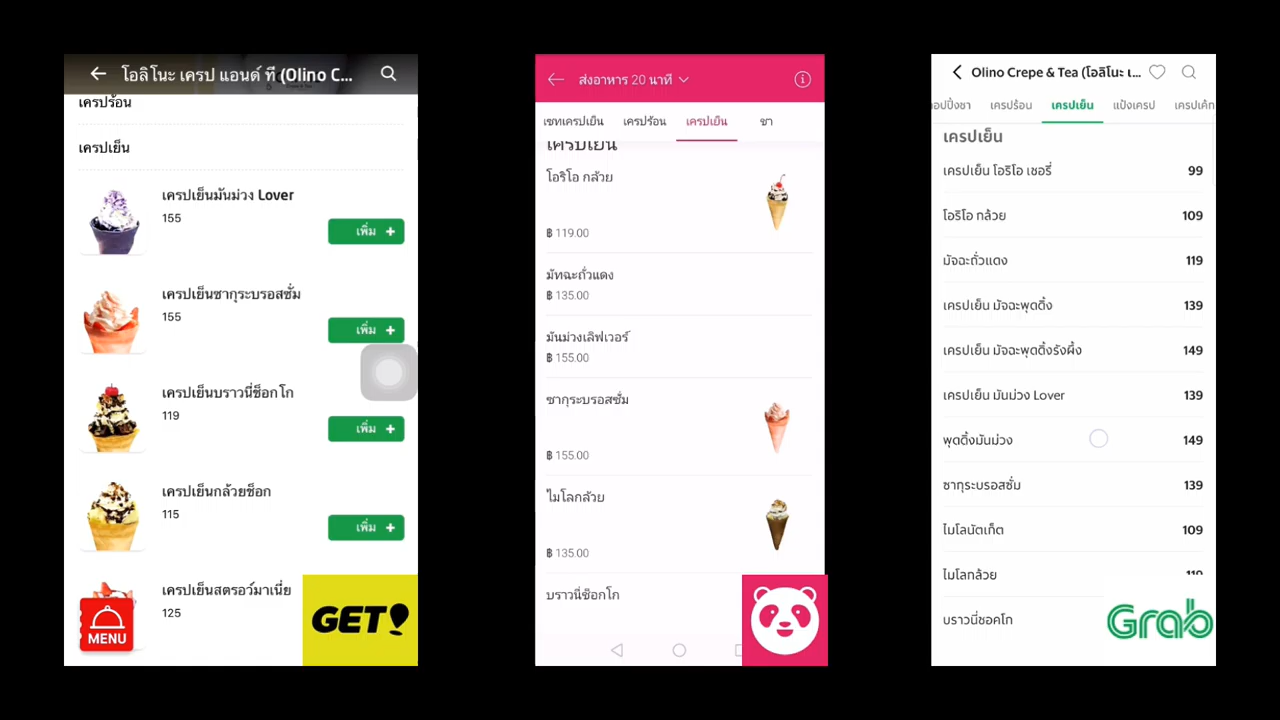 โอลิโนะ เครป แอนด์ ที (Olino C...
เครปร้อน
เครปเย็น
เครปเย็นมันม่วง Lover
155
เพิ่ม +
เครปเย็นซากุระบรอสซั่ม
155
เพิ่ม +
เครปเย็นบราวนี่ช็อกโก
119
เพิ่ม +
เครปเย็นกล้วยช็อก
115
เพิ่ม +
เครปเย็นสตรอว์มาเนี่ย
125
MENU
GET!
ส่งอาหาร 20 นาที
เซทเครปเย็น เครปร้อน เครปเย็น ชา
เครปเย็น
โอริโอ กล้วย
฿ 119.00
มัทฉะถั่วแดง
฿ 135.00
มันม่วงเลิฟเวอร์
฿ 155.00
ซากุระบรอสซั่ม
฿ 155.00
ไมโลกล้วย
฿ 135.00
บราวนี่ช็อกโก
Olino Crepe & Tea (โอลิโนะ เ...
อปปิ้งชา เครปร้อน เครปเย็น แป้งเครป เครปเค้ก
เครปเย็น
เครปเย็น โอริโอ เชอรี่ 99
โอริโอ กล้วย 109
มัจฉะถั่วแดง 119
เครปเย็น มัจฉะพุดดิ้ง 139
เครปเย็น มัจฉะพุดดิ้งรังผึ้ง 149
เครปเย็น มันม่วง Lover 139
พุดดิ้งมันม่วง 149
ซากุระบรอสซั่ม 139
ไมโลนัตเก็ต 109
ไมโลกล้วย 119
บราวนี่ชอคโก
Grab